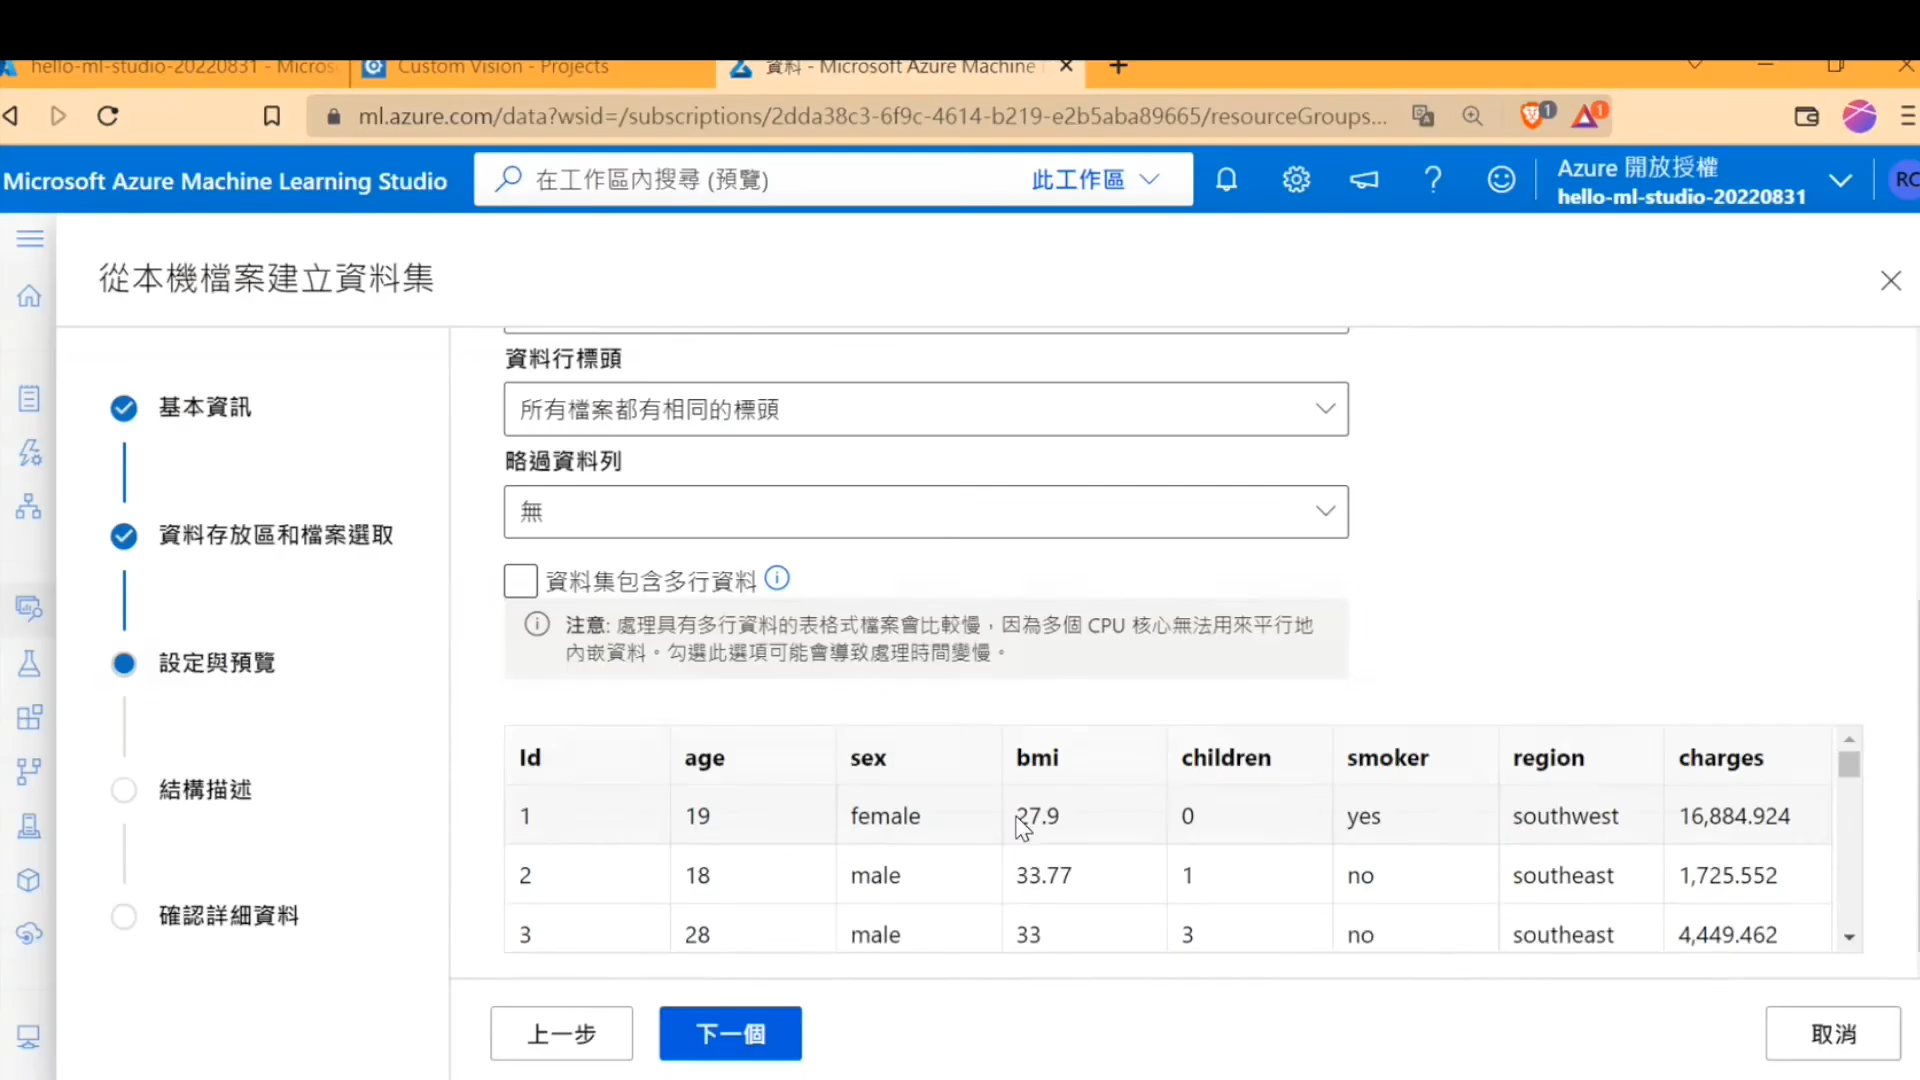 hello-ml-studio-20220831 - Micros
Custom Vision - Projects
資料 - Microsoft Azure Machine
ml.azure.com/data?wsid=/subscriptions/2dda38c3-6f9c-4614-b219-e2b5aba89665/resourceGroups...
1
1
Microsoft Azure Machine Learning Studio
在工作區內搜尋 (預覽)
此工作區
Azure 開放授權
hello-ml-studio-20220831
RC
從本機檔案建立資料集
基本資訊
資料存放區和檔案選取
設定與預覽
結構描述
確認詳細資料
資料行標頭
所有檔案都有相同的標頭
略過資料列
無
資料集包含多行資料
注意: 處理具有多行資料的表格式檔案會比較慢，因為多個 CPU 核心無法用來平行地
內嵌資料。勾選此選項可能會導致處理時間變慢。
Id age sex bmi children smoker region charges
1 19 female 27.9 0 yes southwest 16,884.924
2 18 male 33.77 1 no southeast 1,725.552
3 28 male 33 3 no southeast 4,449.462
上一步
下一個
取消